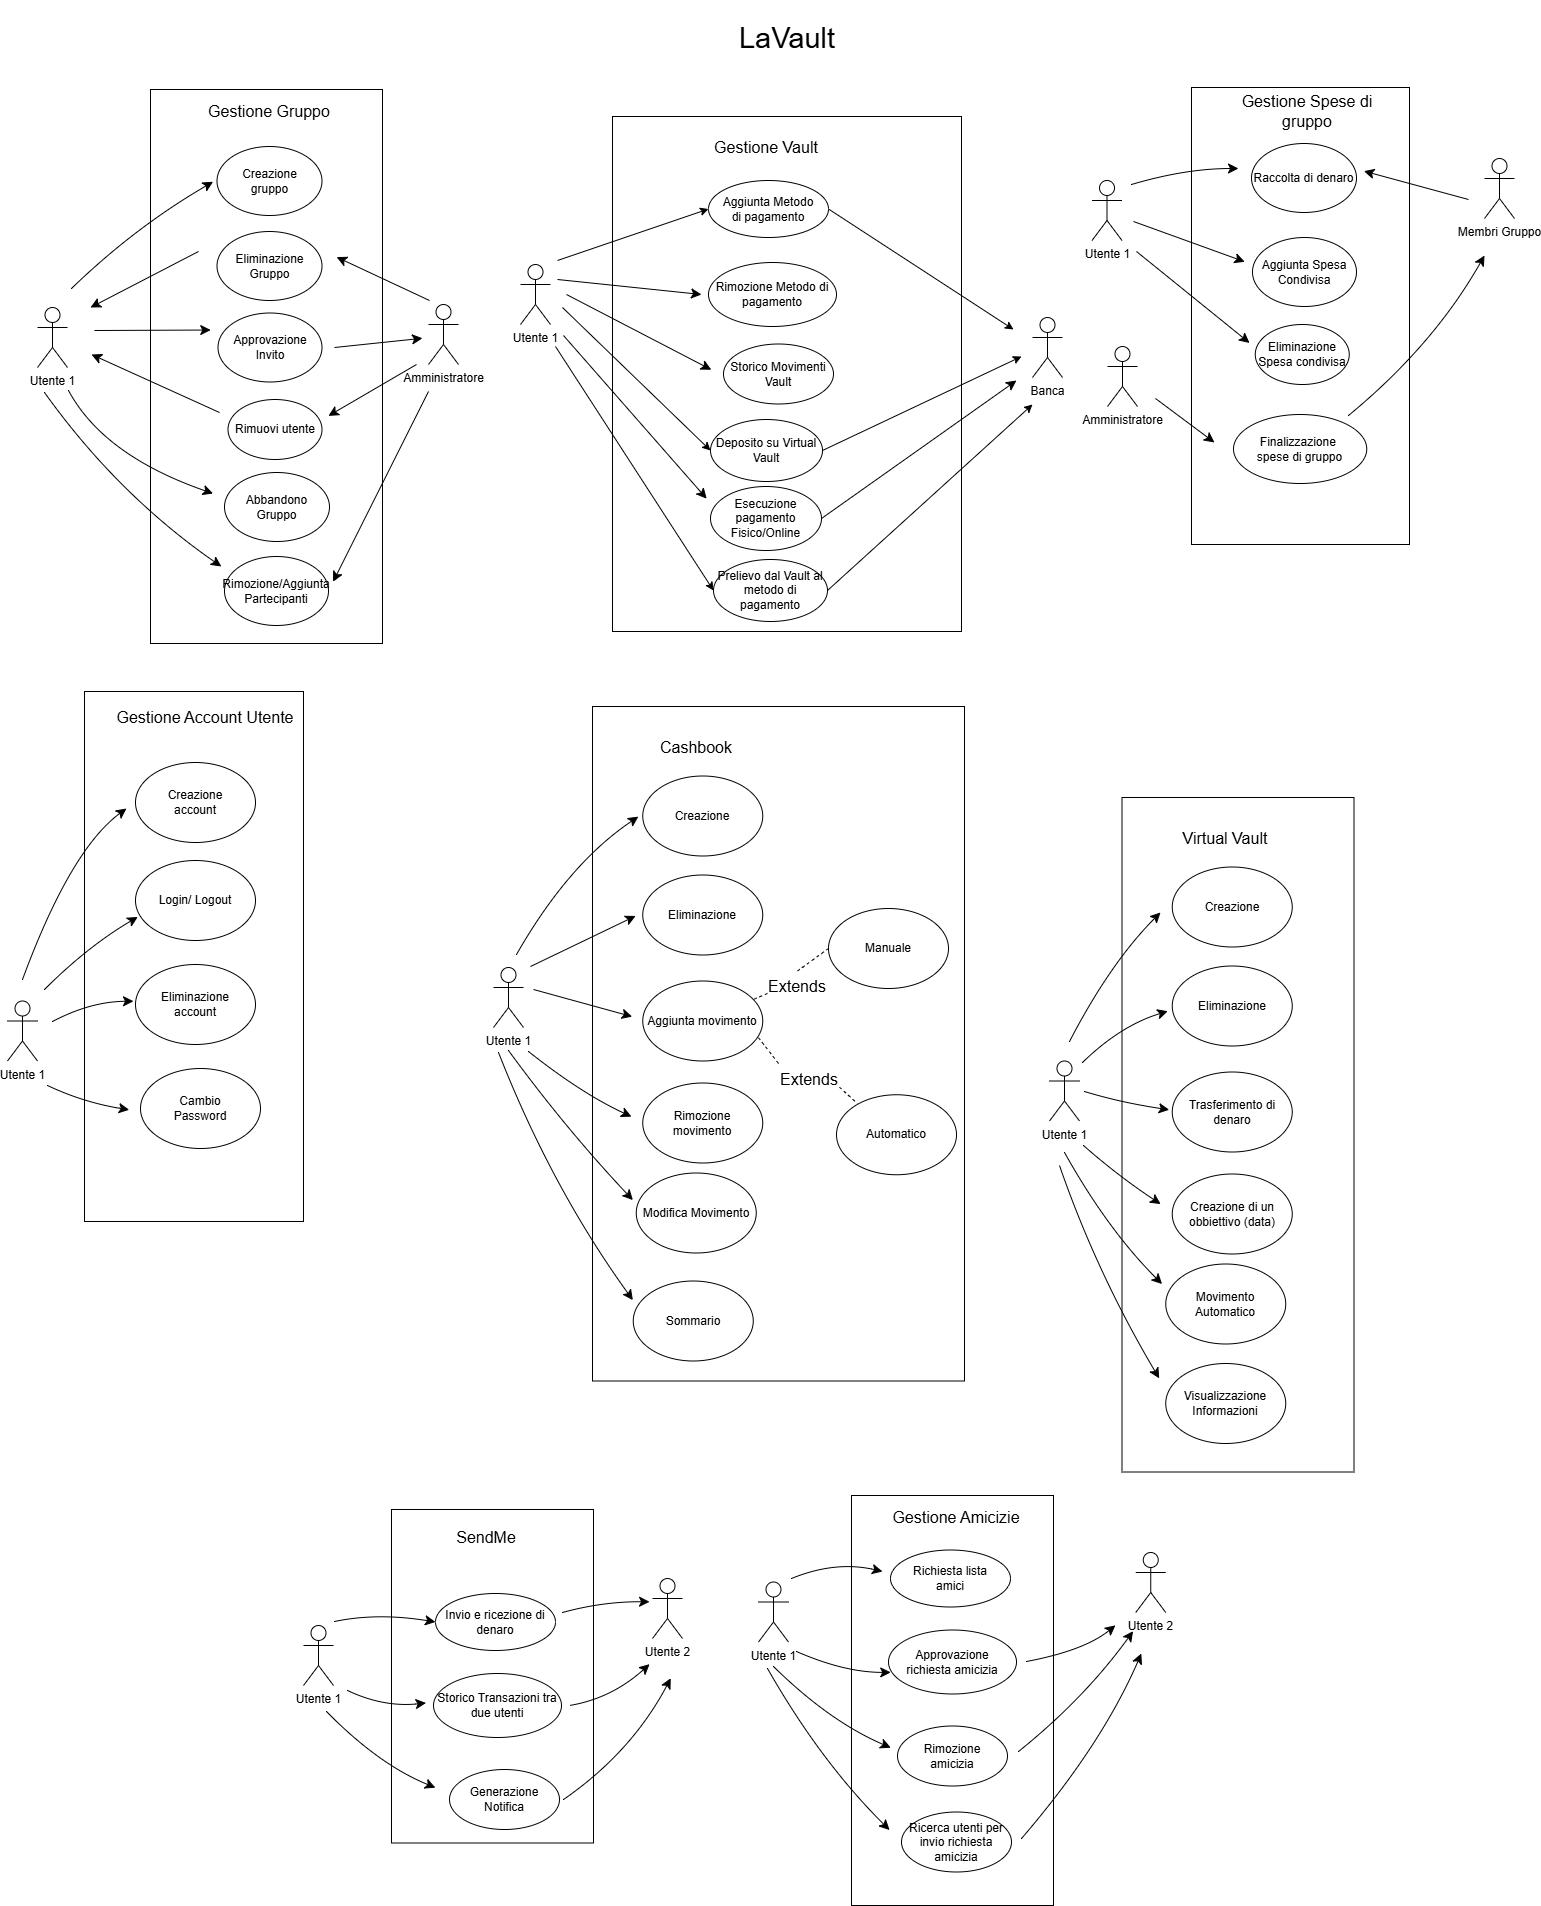 LaVault
Gestione Gruppo
Creazione
gruppo
Eliminazione
Gruppo
Approvazione
Invito
Rimuovi utente
Abbandono
Gruppo
Rimozione/Aggiunta
Partecipanti
Utente 1
Amministratore
Gestione Vault
Aggiunta Metodo
di pagamento
Rimozione Metodo di
pagamento
Storico Movimenti
Vault
Deposito su Virtual
Vault
Esecuzione
pagamento
Fisico/Online
Prelievo dal Vault al
metodo di
pagamento
Utente 1
Banca
Gestione Spese di
gruppo
Raccolta di denaro
Aggiunta Spesa
Condivisa
Eliminazione
Spesa condivisa
Finalizzazione
spese di gruppo
Utente 1
Amministratore
Membri Gruppo
Gestione Account Utente
Creazione
account
Login/ Logout
Eliminazione
account
Cambio
Password
Utente 1
Cashbook
Creazione
Eliminazione
Manuale
Extends
Aggiunta movimento
Extends
Automatico
Rimozione
movimento
Modifica Movimento
Sommario
Utente 1
Virtual Vault
Creazione
Eliminazione
Trasferimento di
denaro
Creazione di un
obbiettivo (data)
Movimento
Automatico
Visualizzazione
Informazioni
Utente 1
SendMe
Invio e ricezione di
denaro
Storico Transazioni tra
due utenti
Generazione
Notifica
Utente 1
Utente 2
Gestione Amicizie
Richiesta lista
amici
Approvazione
richiesta amicizia
Rimozione
amicizia
Ricerca utenti per
invio richiesta
amicizia
Utente 1
Utente 2